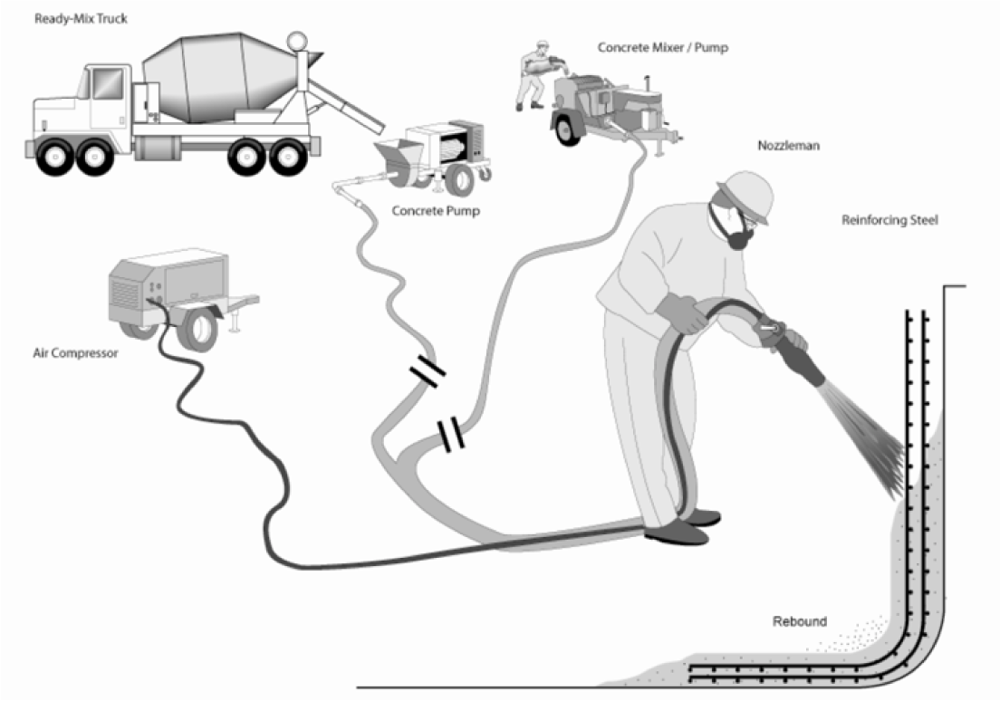 Ready-Mix Truck
Concrete Mixer / Pump
Nozzleman
Concrete Pump
Reinforcing Steel
Air Compressor
Rebound